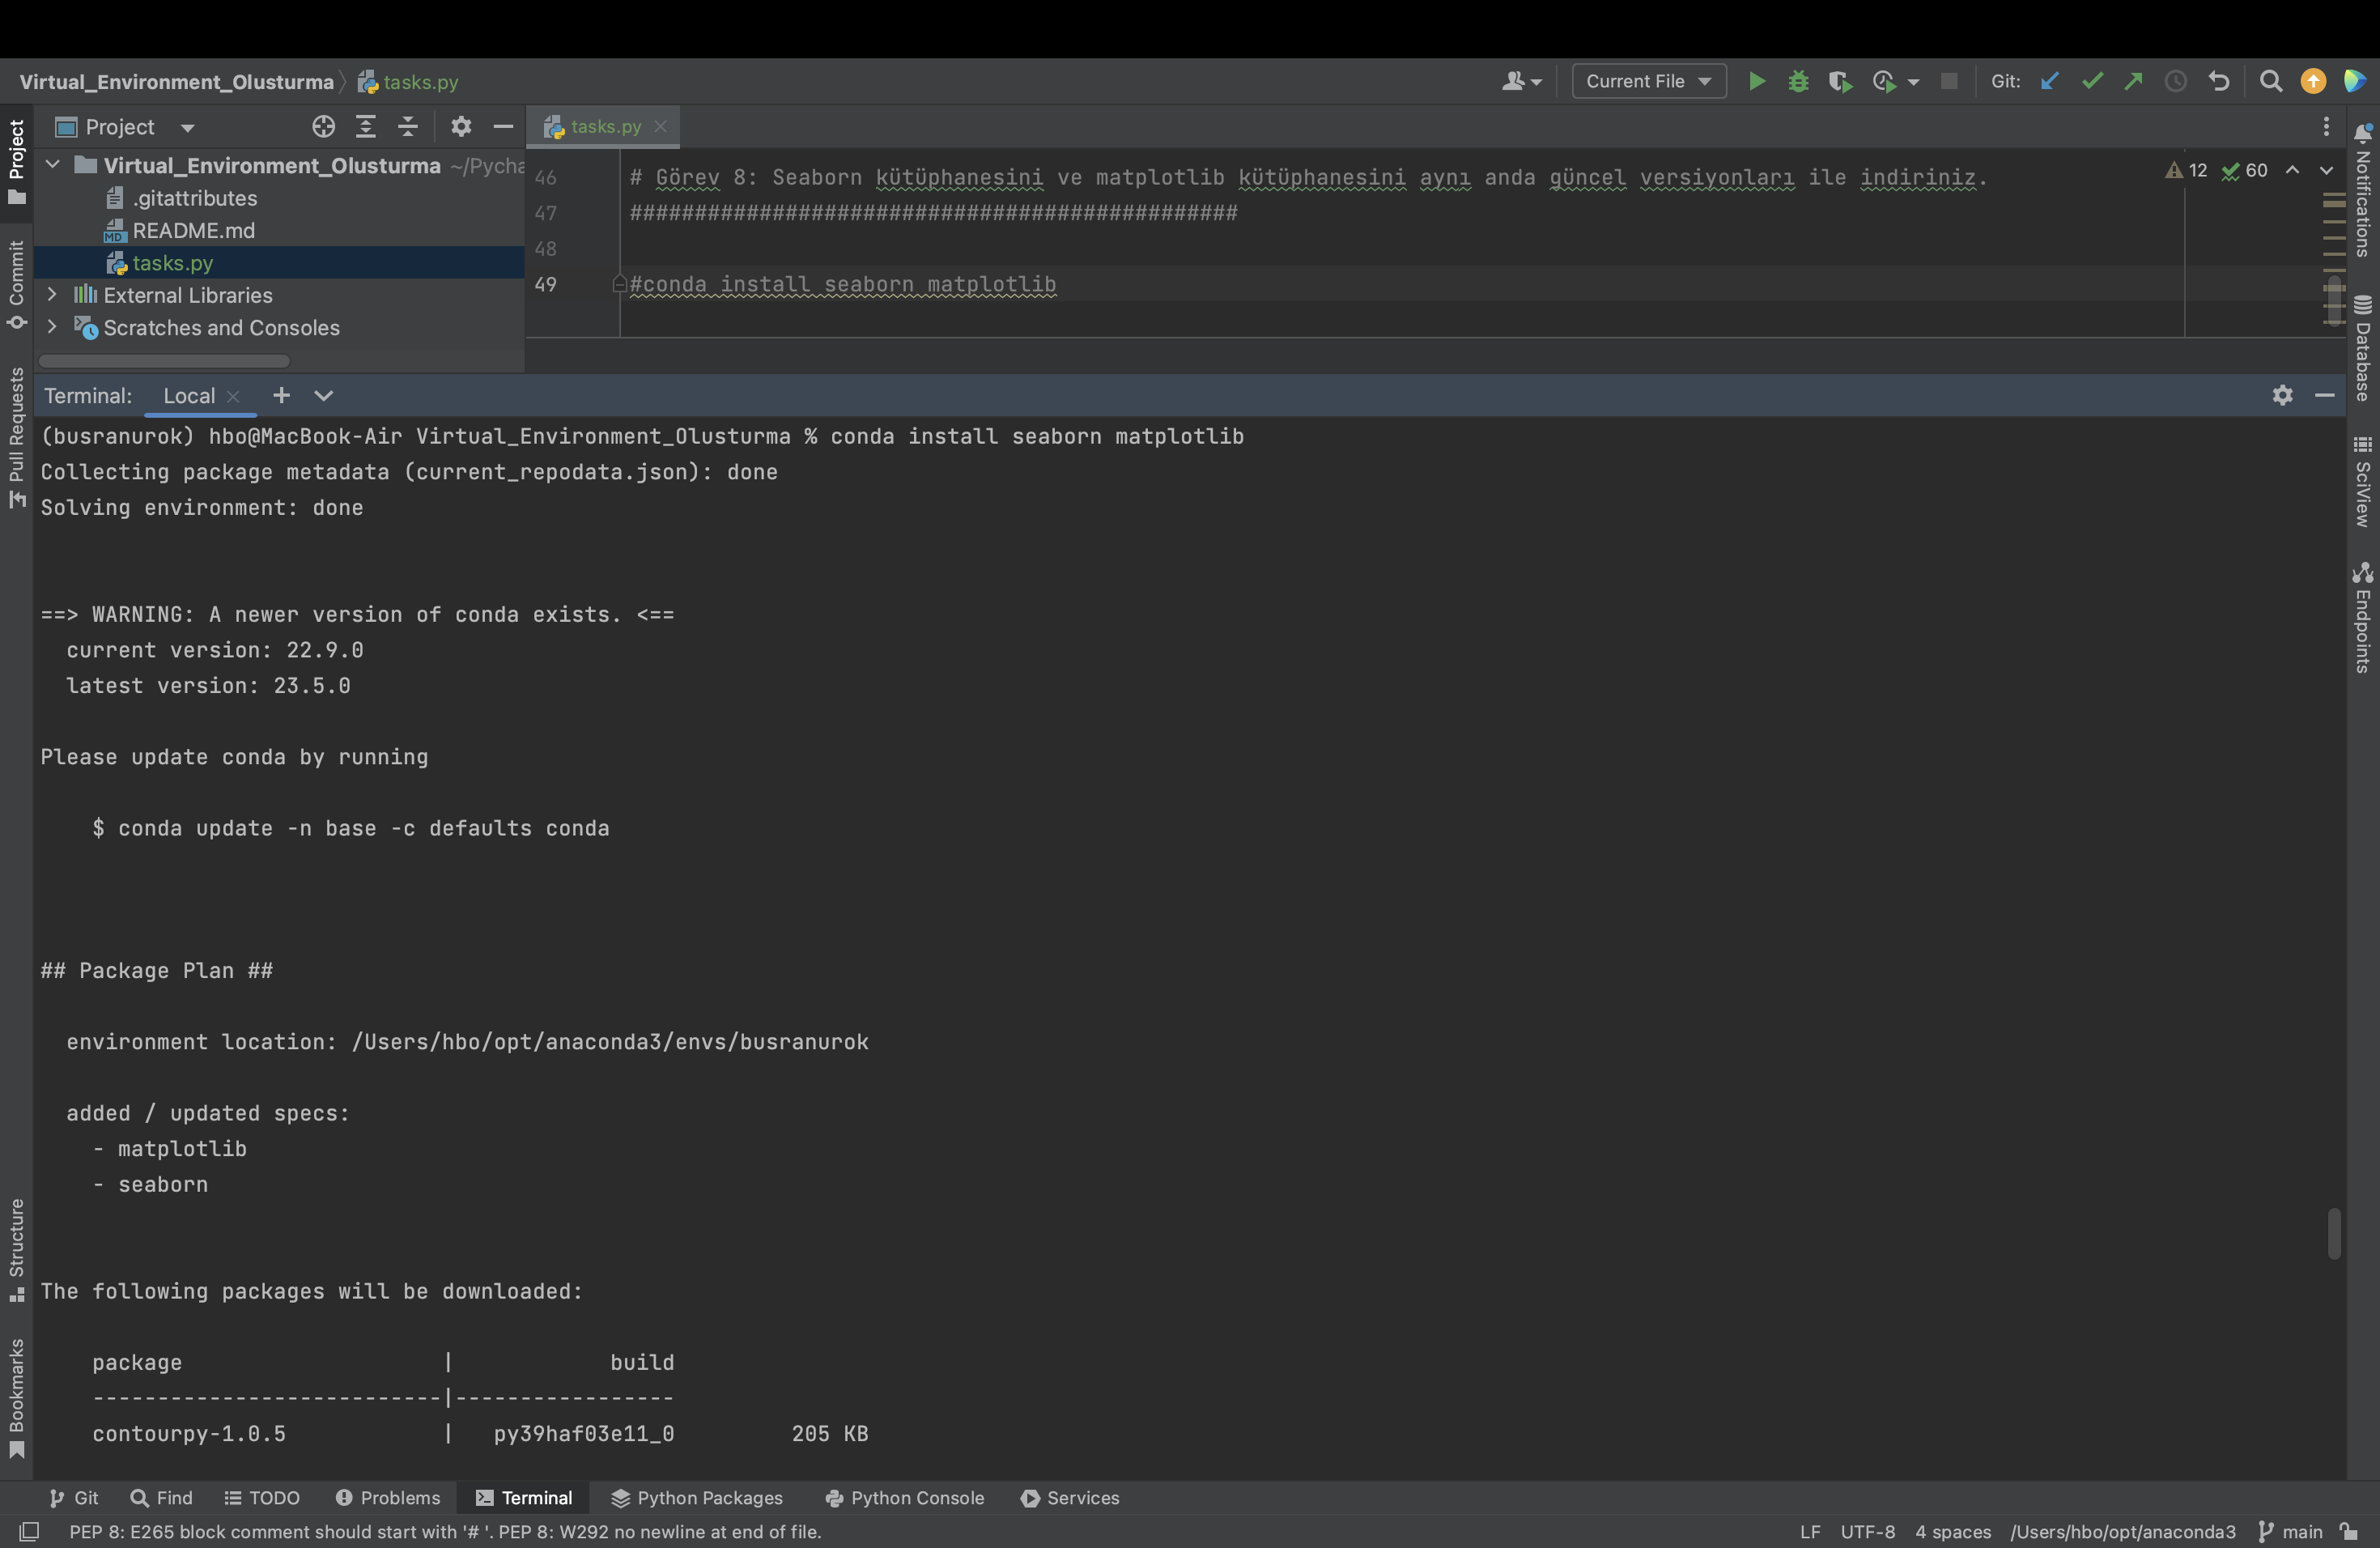 Virtual_Environment_Olusturma
tasks.py
Current File
Git:
Project
tasks.py
Virtual_Environment_Olusturma ~/Pycha
.gitattributes
README.md
tasks.py
External Libraries
Scratches and Consoles
46 # Görev 8: Seaborn kütüphanesini ve matplotlib kütüphanesini aynı anda güncel versiyonları ile indiriniz.
12 60
47 ###############################################
48
49 #conda install seaborn matplotlib
Project
Commit
Pull Requests
Structure
Bookmarks
Notifications
Database
SciView
Endpoints
Terminal: Local
(busranurok) hbo@MacBook-Air Virtual_Environment_Olusturma % conda install seaborn matplotlib
Collecting package metadata (current_repodata.json): done
Solving environment: done
==> WARNING: A newer version of conda exists. <==
current version: 22.9.0
latest version: 23.5.0
Please update conda by running
$ conda update -n base -c defaults conda
## Package Plan ##
environment location: /Users/hbo/opt/anaconda3/envs/busranurok
added / updated specs:
- matplotlib
- seaborn
The following packages will be downloaded:
package | build
---------------------------|-----------------
contourpy-1.0.5 | py39haf03e11_0 205 KB
Git Find TODO Problems Terminal Python Packages Python Console Services
PEP 8: E265 block comment should start with '# '. PEP 8: W292 no newline at end of file.
LF UTF-8 4 spaces /Users/hbo/opt/anaconda3 main